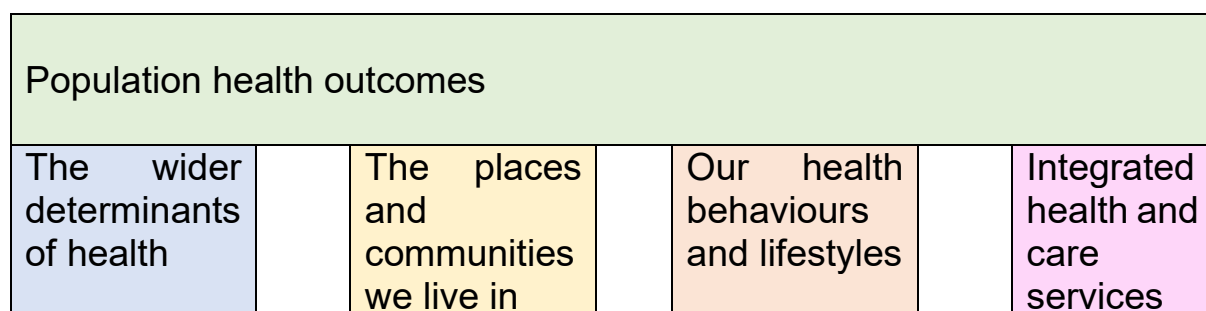 Population health outcomes
The wider
determinants
of health
The places
and
communities
we live in
Our health
behaviours
and lifestyles
Integrated
health and
care
services